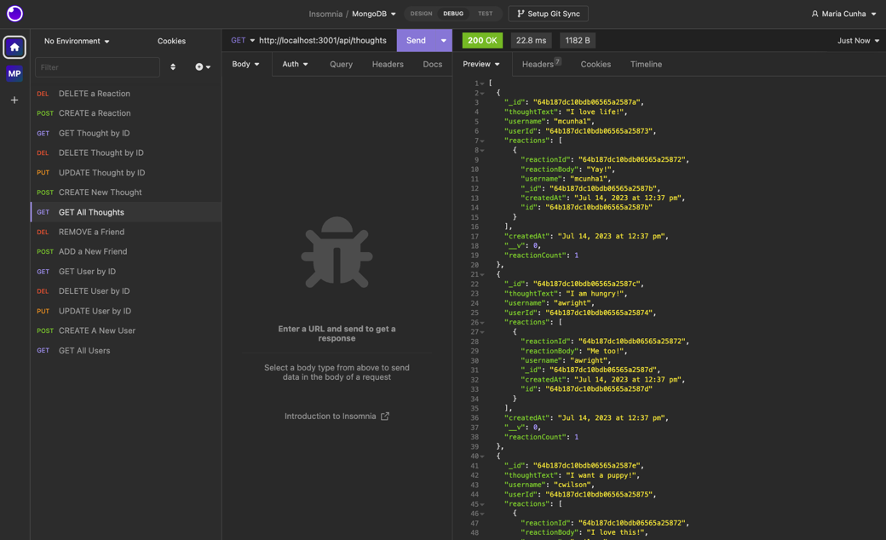 Insomnia / MongoDB
DESIGN
DEBUG
TEST
Setup Git Sync
Maria Cunha
No Environment
Cookies
Filter
MP
DEL DELETE a Reaction
POST CREATE a Reaction
GET GET Thought by ID
DEL DELETE Thought by ID
PUT UPDATE Thought by ID
POST CREATE New Thought
GET GET All Thoughts
DEL REMOVE a Friend
POST ADD a New Friend
GET GET User by ID
DEL DELETE User by ID
PUT UPDATE User by ID
POST CREATE A New User
GET GET All Users
GET http://localhost:3001/api/thoughts Send
Body Auth Query Headers Docs
Enter a URL and send to get a
response
Select a body type from above to send
data in the body of a request
Introduction to Insomnia
200 OK 22.8 ms 1182 B Just Now
Preview Headers 7 Cookies Timeline
1 [
2 {
3 "_id": "64b187dc10bdb06565a2587a",
4 "thoughtText": "I love life!",
5 "username": "mcunha1",
6 "userId": "64b187dc10bdb06565a25873",
7 "reactions": [
8 {
9 "reactionId": "64b187dc10bdb06565a25872",
10 "reactionBody": "Yay!",
11 "username": "mcunha1",
12 "_id": "64b187dc10bdb06565a2587b",
13 "createdAt": "Jul 14, 2023 at 12:37 pm",
14 "id": "64b187dc10bdb06565a2587b"
15 }
16 ],
17 "createdAt": "Jul 14, 2023 at 12:37 pm",
18 "__v": 0,
19 "reactionCount": 1
20 },
21 {
22 "_id": "64b187dc10bdb06565a2587c",
23 "thoughtText": "I am hungry!",
24 "username": "awright",
25 "userId": "64b187dc10bdb06565a25874",
26 "reactions": [
27 {
28 "reactionId": "64b187dc10bdb06565a25872",
29 "reactionBody": "Me too!",
30 "username": "awright",
31 "_id": "64b187dc10bdb06565a2587d",
32 "createdAt": "Jul 14, 2023 at 12:37 pm",
33 "id": "64b187dc10bdb06565a2587d"
34 }
35 ],
36 "createdAt": "Jul 14, 2023 at 12:37 pm",
37 "__v": 0,
38 "reactionCount": 1
39 },
40 {
41 "_id": "64b187dc10bdb06565a2587e",
42 "thoughtText": "I want a puppy!",
43 "username": "cwilson",
44 "userId": "64b187dc10bdb06565a25875",
45 "reactions": [
46 {
47 "reactionId": "64b187dc10bdb06565a25872",
48 "reactionBody": "I love this!",